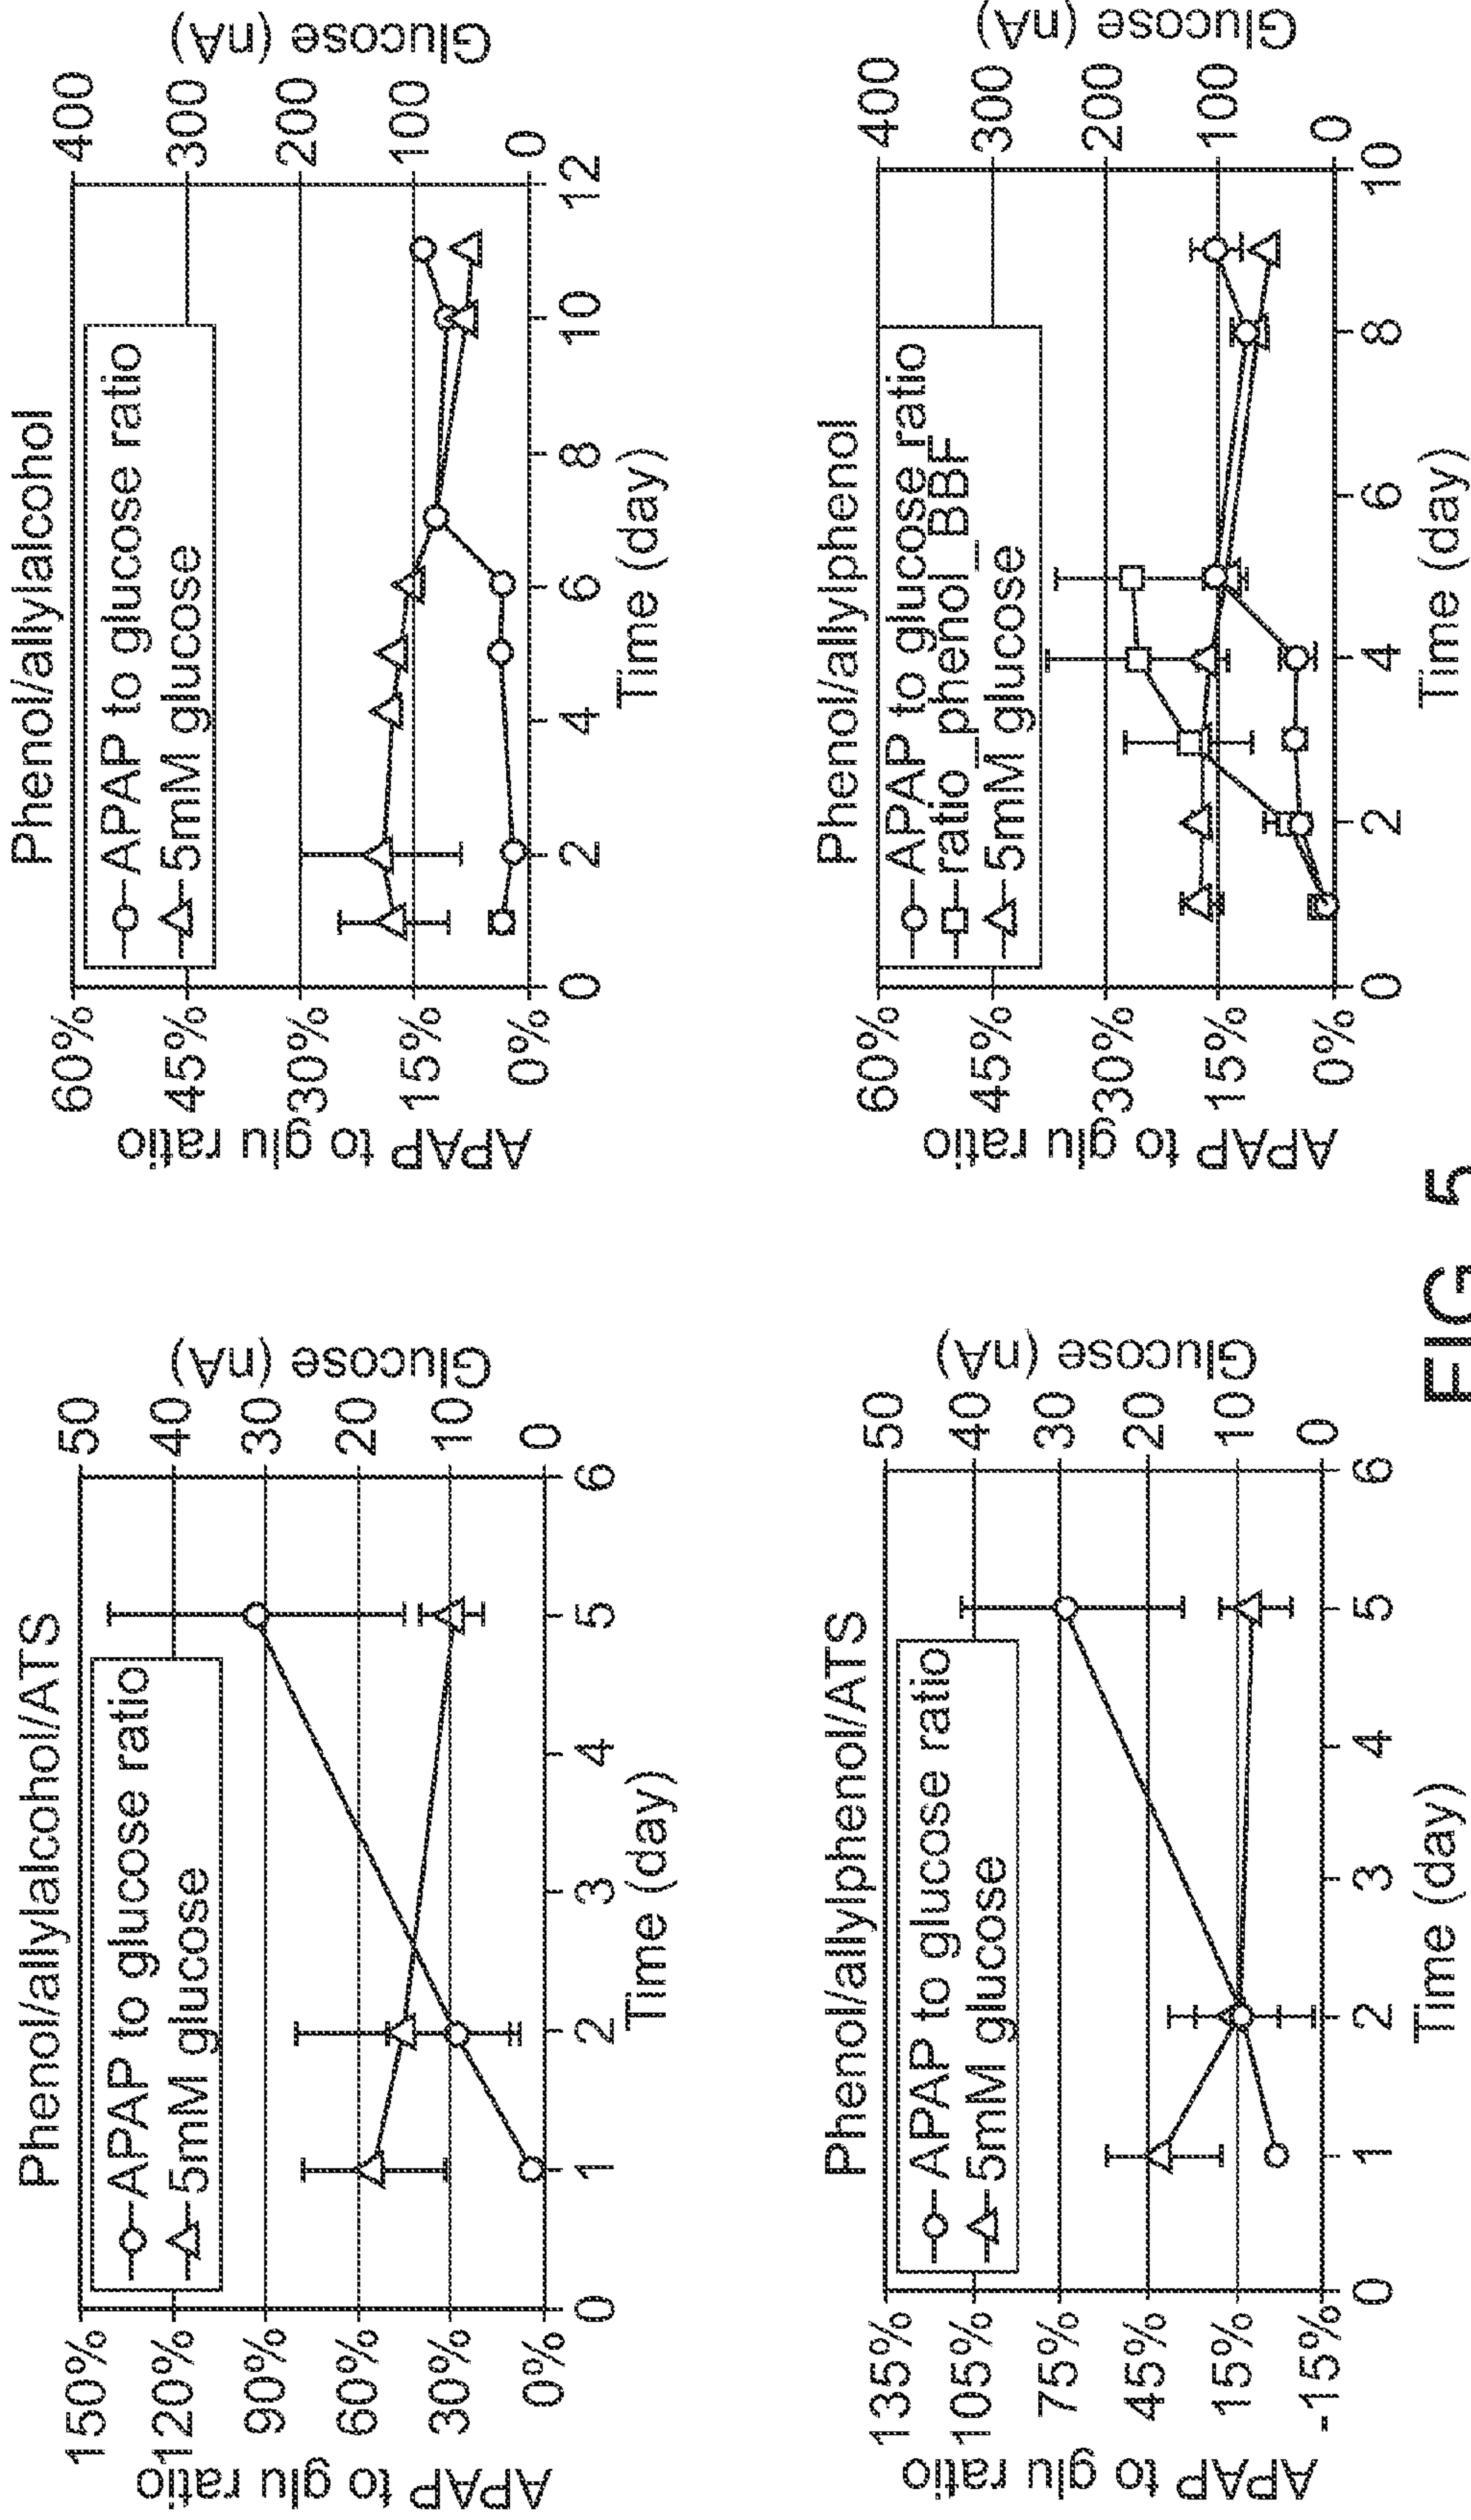 Phenol/allylalcohol/ATS
APAP to glucose ratio
5mM glucose
150%
120%
90%
60%
30%
0%
APAP to glu ratio
50
40
30
20
10
0
Glucose (nA)
0 1 2 3 4 5 6
Time (day)
Phenol/allylalcohol
APAP to glucose ratio
5mM glucose
60%
45%
30%
15%
0%
APAP to glu ratio
400
300
200
100
0
Glucose (nA)
0 2 4 6 8 10 12
Time (day)
Phenol/allylphenol/ATS
APAP to glucose ratio
5mM glucose
135%
105%
75%
45%
15%
-15%
APAP to glu ratio
50
40
30
20
10
0
Glucose (nA)
0 1 2 3 4 5 6
Time (day)
Phenol/allylphenol
APAP to glucose ratio
ratio_phenol_BBF
5mM glucose
60%
45%
30%
15%
0%
APAP to glu ratio
400
300
200
100
0
Glucose (nA)
0 2 4 6 8 10
Time (day)
FIG. 5